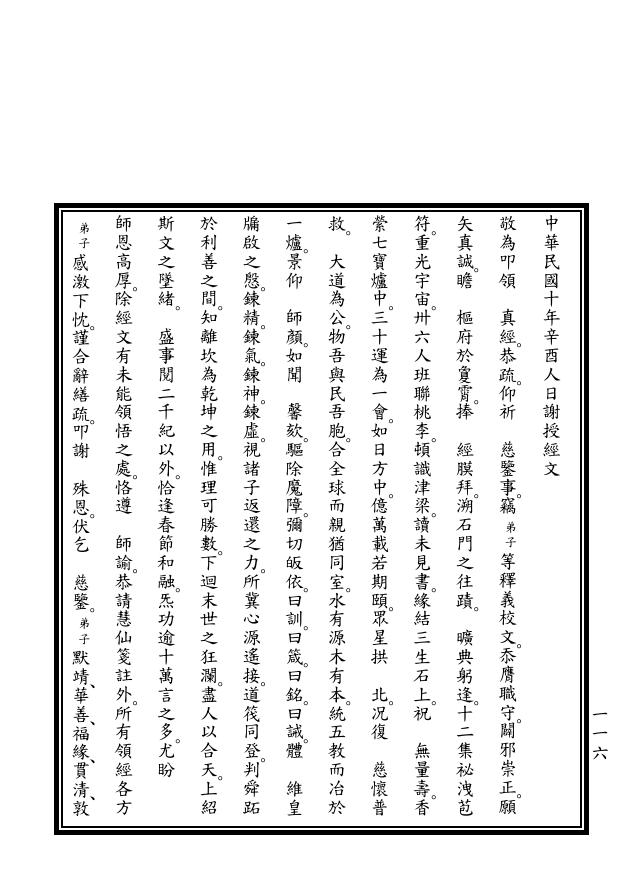 中華民國十年辛酉人日謝授經文
敬為叩領　真經。恭疏。仰祈　慈鑒事。竊弟子等釋義校文。忝膺職守。闢邪崇正。願
矢真誠。瞻　樞府於敻霄。捧　經膜拜。溯石門之往蹟。　曠典躬逢。十二集祕洩苞
符。重光宇宙。卅六人班聯桃李。頓識津梁。讀未見書。緣結三生石上。祝　無量壽。香
縈七寶爐中。三十運為一會。如日方中。億萬載若期頤。眾星拱　北。况復　慈懷普
救。　大道為公。物吾與民吾胞。合全球而親猶同室。水有源木有本。統五教而冶於
一爐。景仰　師顏。如聞　馨欬。驅除魔障。彌切皈依。曰訓。曰箴。曰銘。曰誡。體　維皇
牖啟之慇。鍊精。鍊氣。鍊神。鍊虛。視諸子返還之力。所冀心源遙接。道筏同登。判舜跖
於利善之間。知離坎為乾坤之用。惟理可勝數。下迴末世之狂瀾。盡人以合天。上紹
斯文之墜緒。　盛事閱二千紀以外。恰逢春節和融。炁功逾十萬言之多。尤盼
師恩高厚。除經文有未能領悟之處。恪遵　師諭。恭請慧仙箋註外。所有領經各方
弟子感激下忱。謹合辭繕疏。叩謝　殊恩。伏乞　慈鑒。弟子默靖、華善、福緣、貫清、敦
一一六